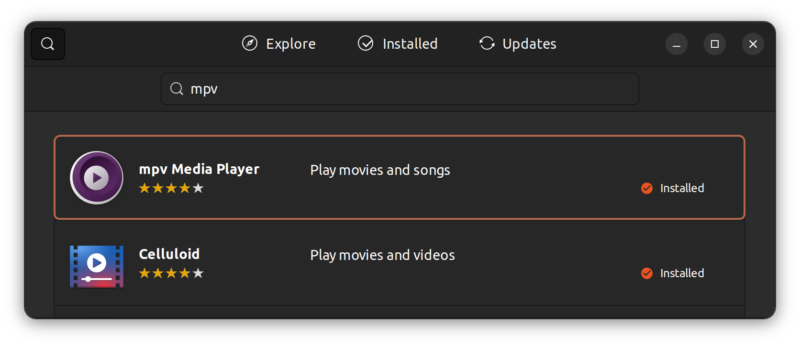 Explore Installed Updates
mpv
mpv Media Player Play movies and songs
Installed
Celluloid Play movies and videos
Installed